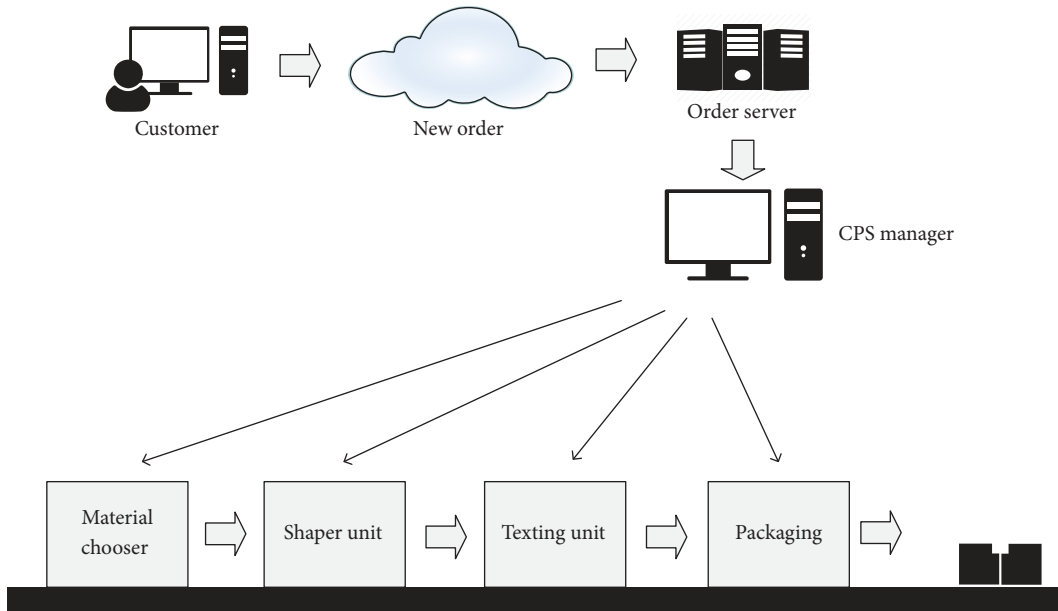 Customer
New order
Order server
CPS manager
Material
chooser
Shaper unit
Texting unit
Packaging